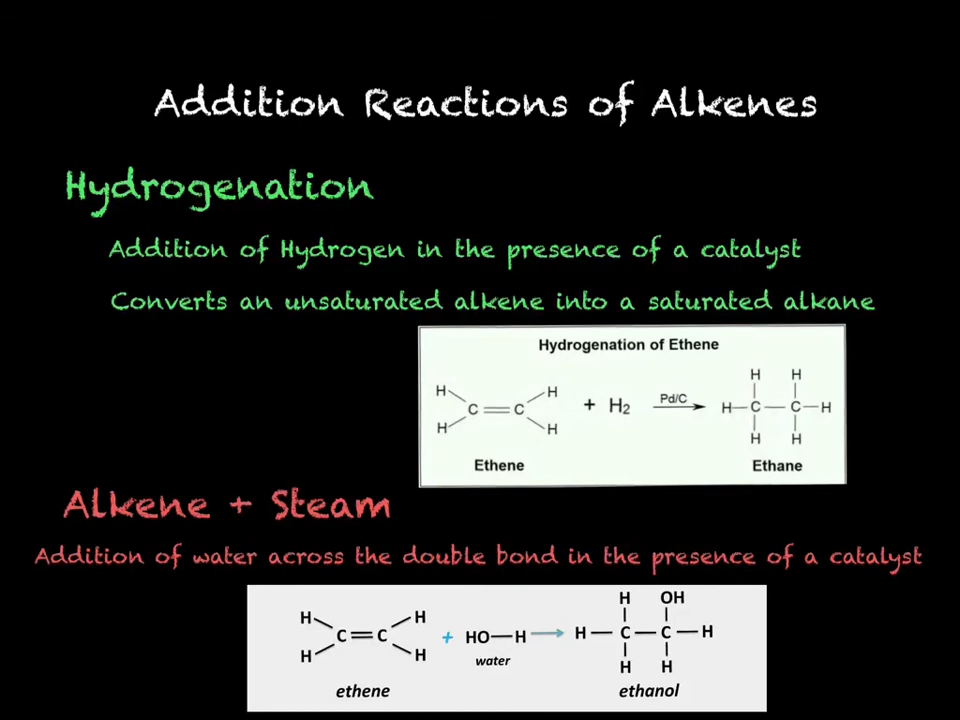 Addition Reactions of Alkenes
Hydrogenation
Addition of Hydrogen in the presence of a catalyst
Converts an unsaturated alkene into a saturated alkane
Hydrogenation of Ethene
H H H H
C C + H2 Pd/C H C C H
H H H H
Ethene Ethane
Alkene + Steam
Addition of water across the double bond in the presence of a catalyst
H OH
H H
C C + HO H H C C H
H H water H H
ethene ethanol